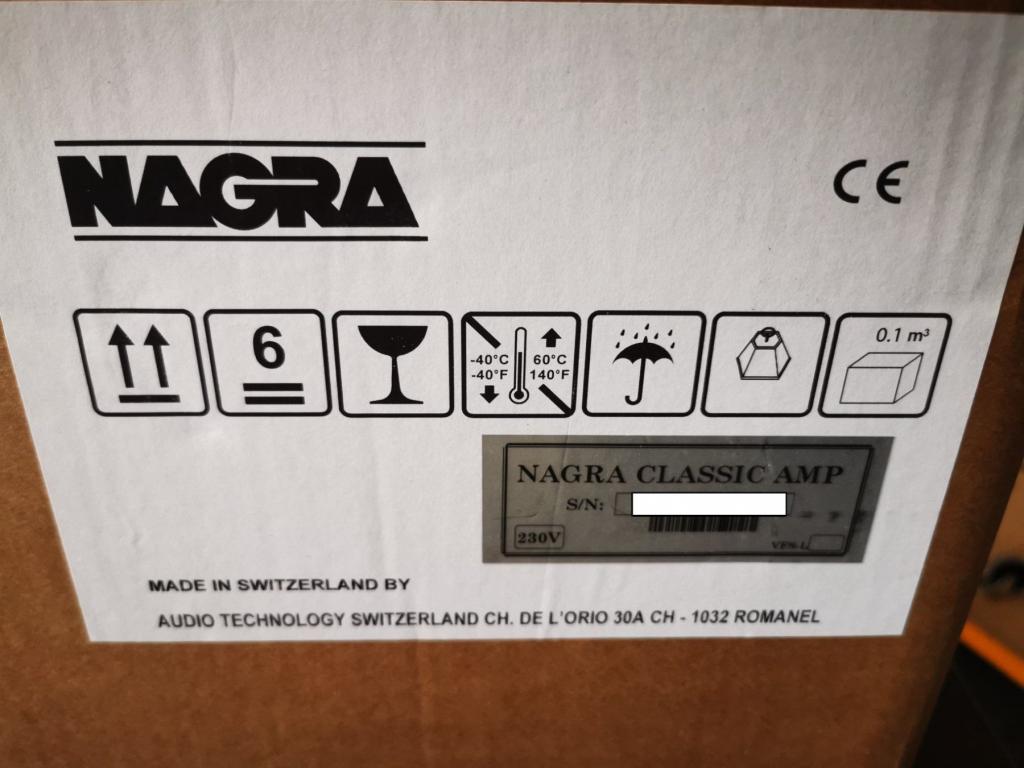 NAGRA
CE
6
-40°C
-40°F
60°C
140°F
0.1 m³
NAGRA CLASSIC AMP
S/N:
230V
MADE IN SWITZERLAND BY
AUDIO TECHNOLOGY SWITZERLAND CH. DE L'ORIO 30A CH - 1032 ROMANEL